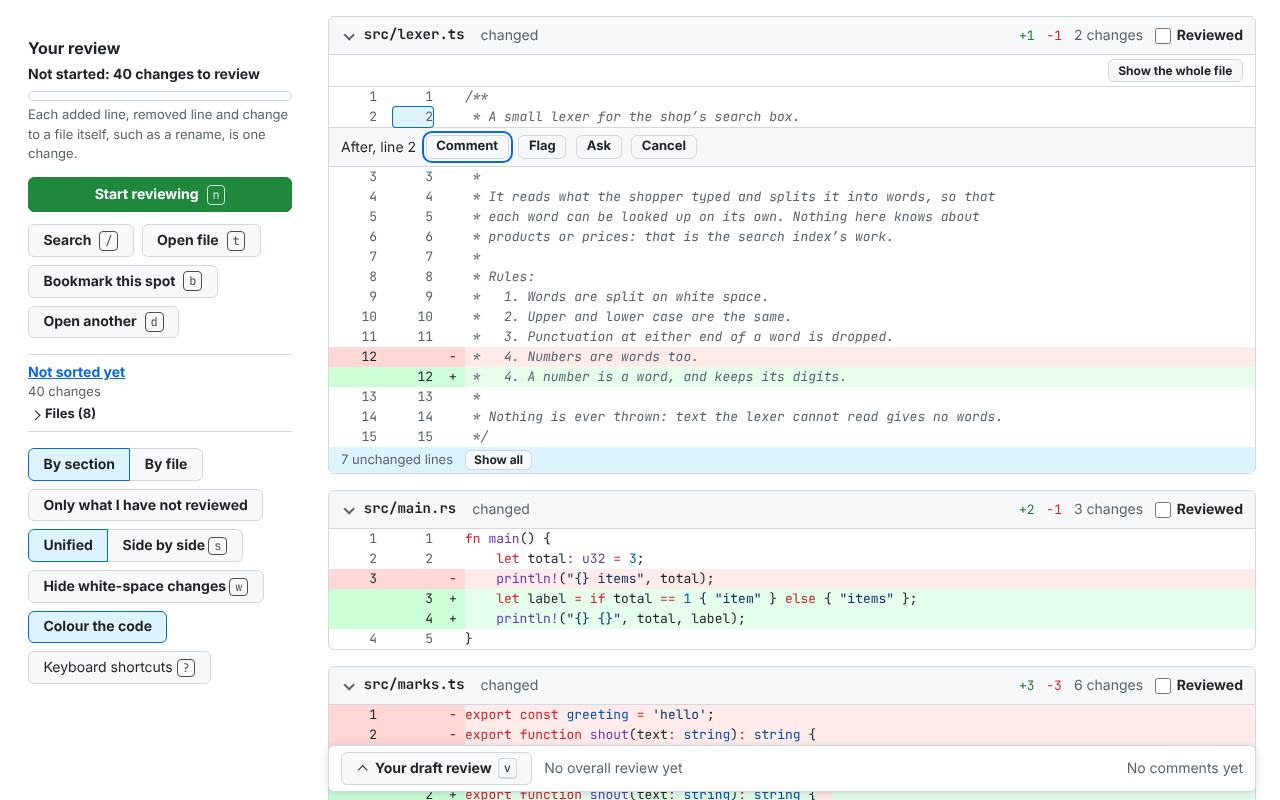 Your review
Not started: 40 changes to review
Each added line, removed line and change
to a file itself, such as a rename, is one
change.
Start reviewing n
Search / Open file t
Bookmark this spot b
Open another d
Not sorted yet
40 changes
Files (8)
By section By file
Only what I have not reviewed
Unified Side by side s
Hide white-space changes w
Colour the code
Keyboard shortcuts ?
src/lexer.ts changed +1 -1 2 changes Reviewed
Show the whole file
1 1 /**
2 2 * A small lexer for the shop’s search box.
After, line 2 Comment Flag Ask Cancel
3 3 *
4 4 * It reads what the shopper typed and splits it into words, so that
5 5 * each word can be looked up on its own. Nothing here knows about
6 6 * products or prices: that is the search index’s work.
7 7 *
8 8 * Rules:
9 9 *   1. Words are split on white space.
10 10 *   2. Upper and lower case are the same.
11 11 *   3. Punctuation at either end of a word is dropped.
12 - *   4. Numbers are words too.
12 + *   4. A number is a word, and keeps its digits.
13 13 *
14 14 * Nothing is ever thrown: text the lexer cannot read gives no words.
15 15 */
7 unchanged lines Show all
src/main.rs changed +2 -1 3 changes Reviewed
1 1 fn main() {
2 2     let total: u32 = 3;
3 -     println!("{} items", total);
3 +     let label = if total == 1 { "item" } else { "items" };
4 +     println!("{} {}", total, label);
4 5 }
src/marks.ts changed +3 -3 6 changes Reviewed
1 - export const greeting = 'hello';
2 - export function shout(text: string): string {
Your draft review v No overall review yet No comments yet
2 + export function shout(text: string): string {